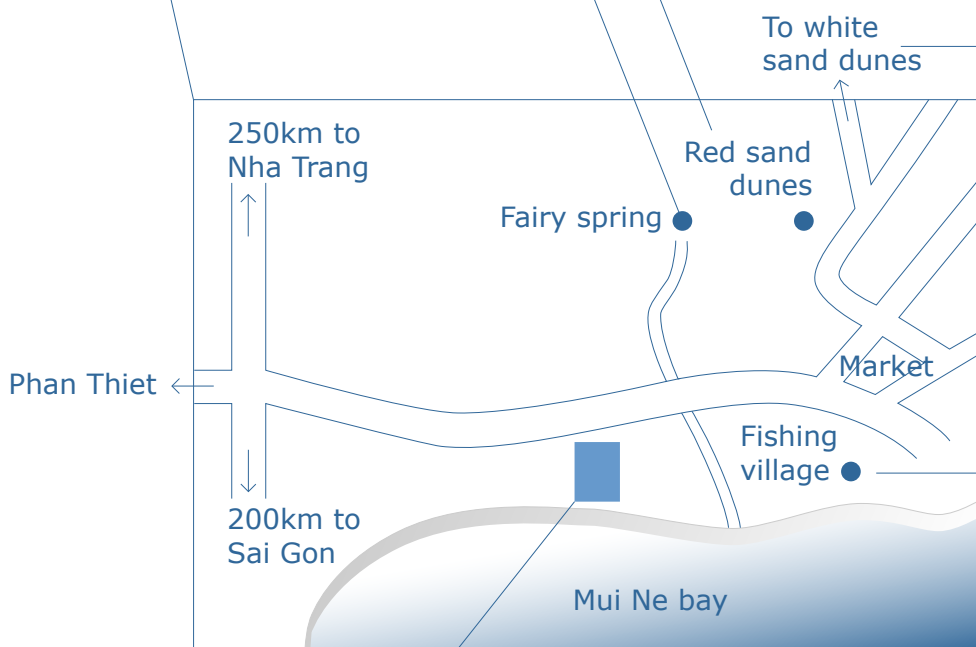 To white
sand dunes
250km to
Nha Trang
Red sand
dunes
Fairy spring
Phan Thiet
Market
Fishing
village
200km to
Sai Gon
Mui Ne bay